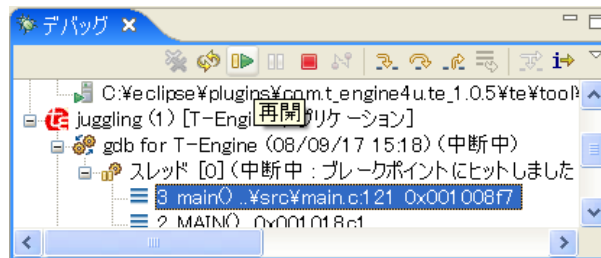 デバッグ
C:¥eclipse¥plugins¥com.t_engine4u.te_1.0.5¥te¥tool¥
再開
juggling (1) [T-Engi プリケーション]
gdb for T-Engine (08/09/17 15:18) (中断中)
スレッド [0] (中断中 : ブレークポイントにヒットしました
3 main() ..¥src¥main.c:121 0x001008f7
2 MAIN() 0x001018c1